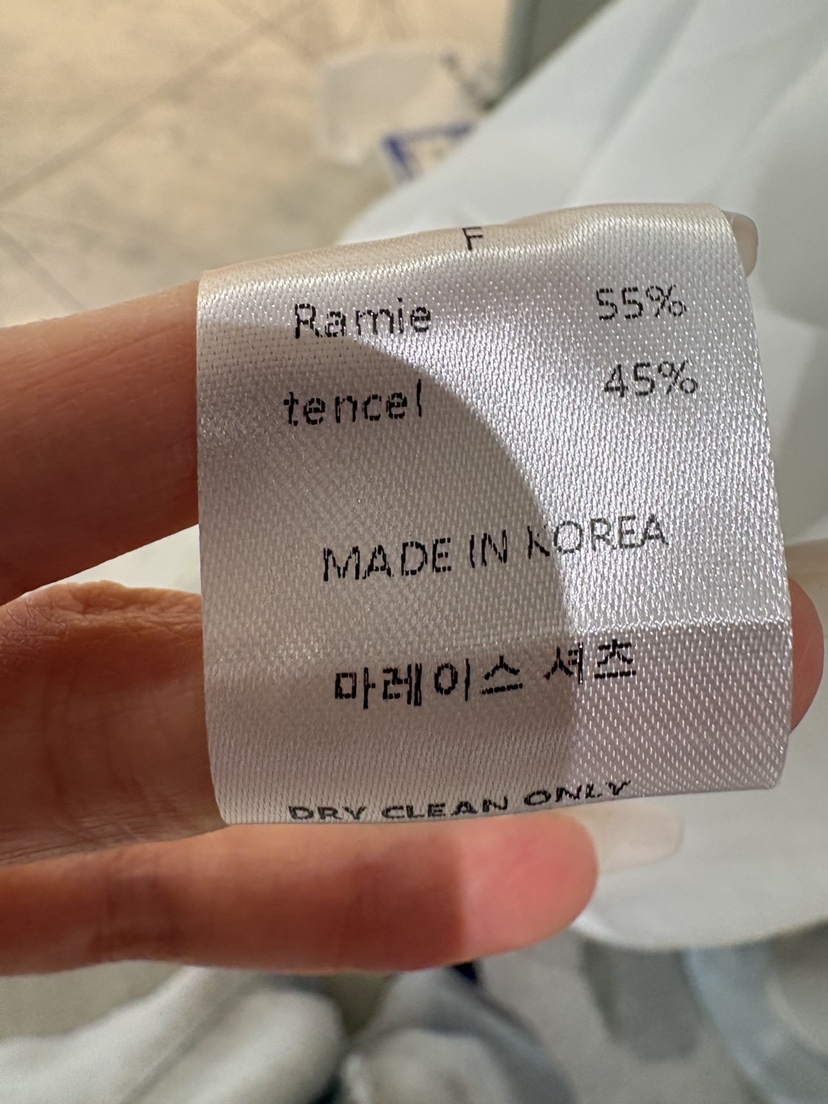 F
Ramie 55%
tencel 45%
MADE IN KOREA
마레이스 셔츠
DRY CLEAN ONLY